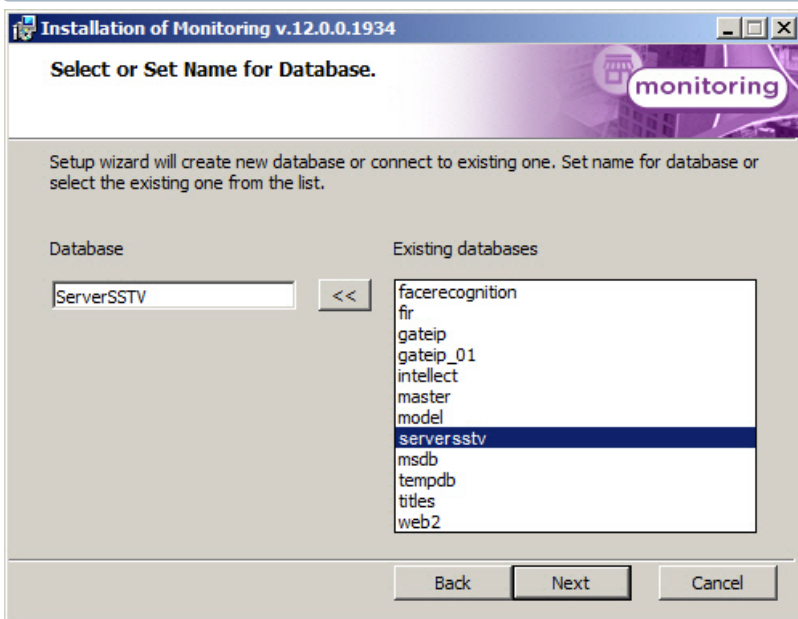 Installation of Monitoring v.12.0.0.1934
Select or Set Name for Database.
monitoring
Setup wizard will create new database or connect to existing one. Set name for database or
select the existing one from the list.
Database
Existing databases
ServerSSTV
<<
facerecognition
fir
gateip
gateip_01
intellect
master
model
serversstv
msdb
tempdb
titles
web2
Back
Next
Cancel